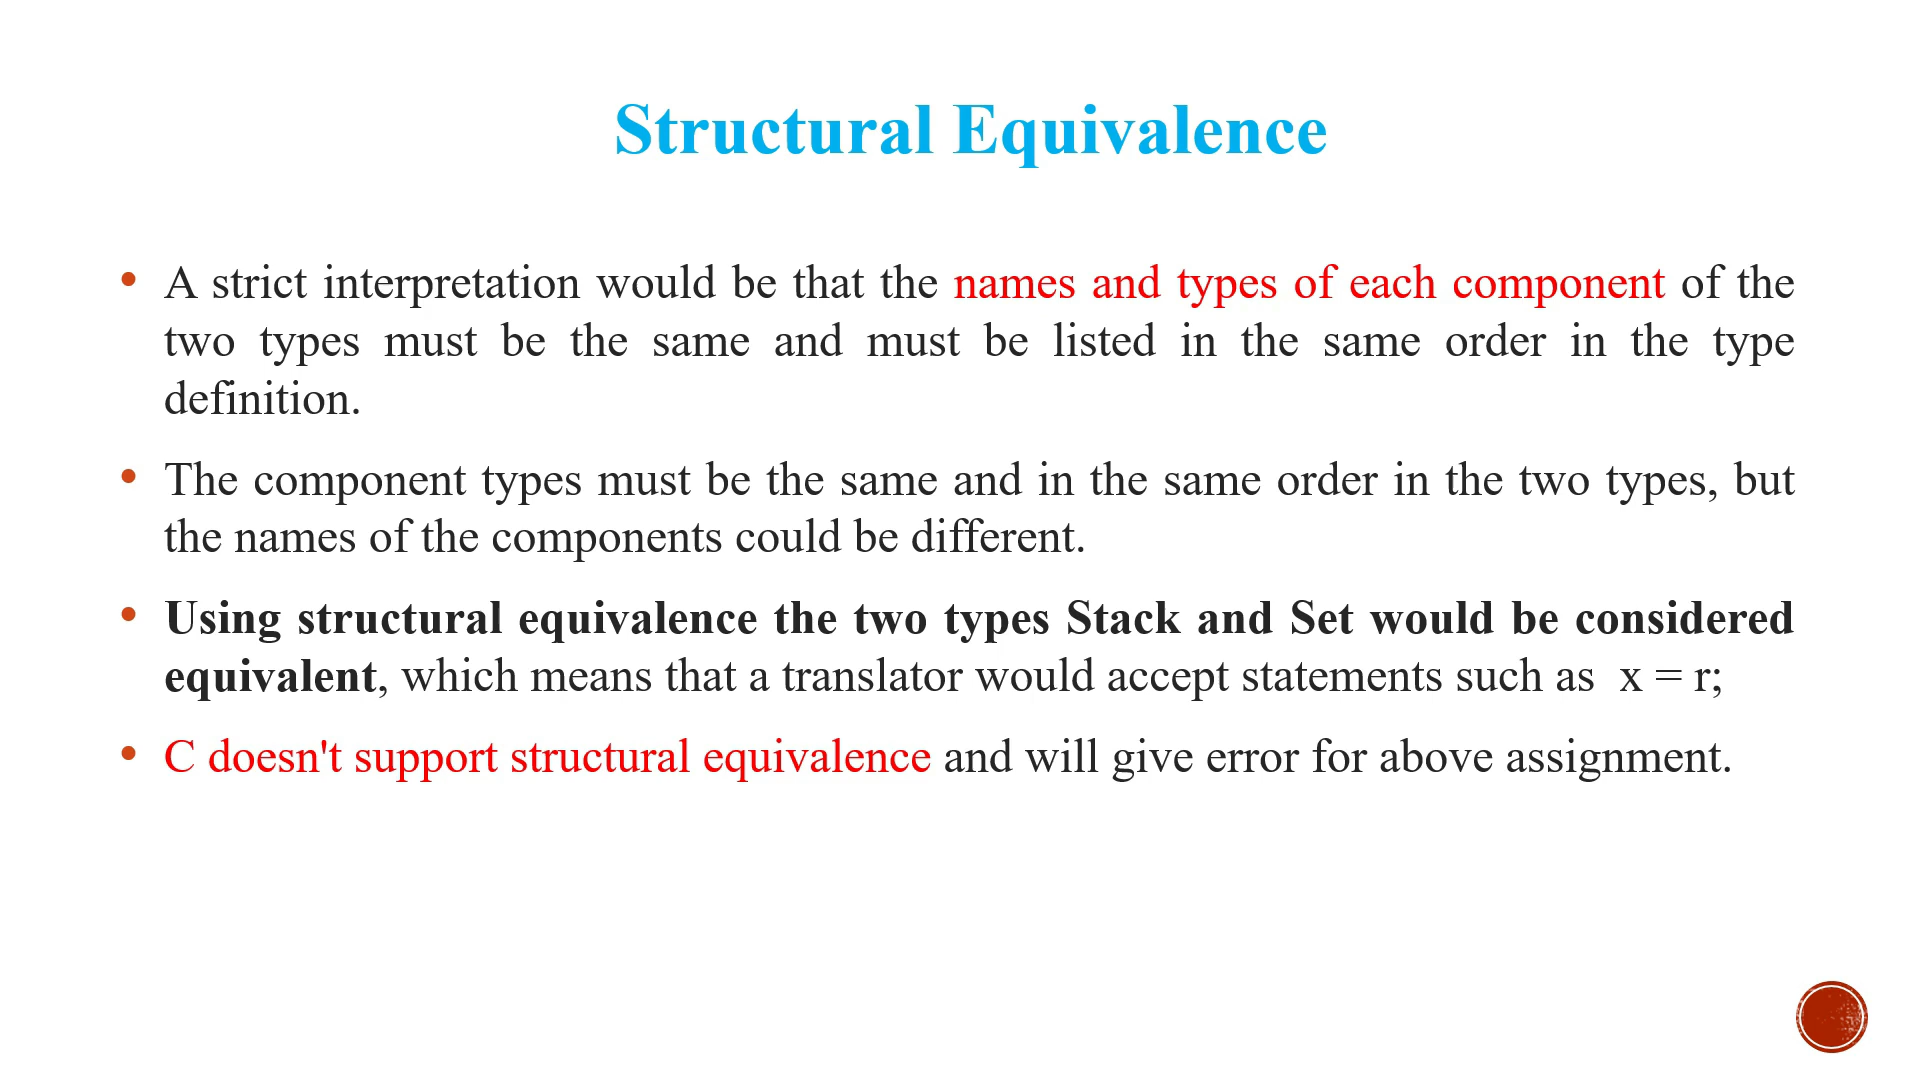 Structural Equivalence
• A strict interpretation would be that the names and types of each component of the
two types must be the same and must be listed in the same order in the type
definition.
• The component types must be the same and in the same order in the two types, but
the names of the components could be different.
• Using structural equivalence the two types Stack and Set would be considered
equivalent, which means that a translator would accept statements such as  x = r;
• C doesn't support structural equivalence and will give error for above assignment.